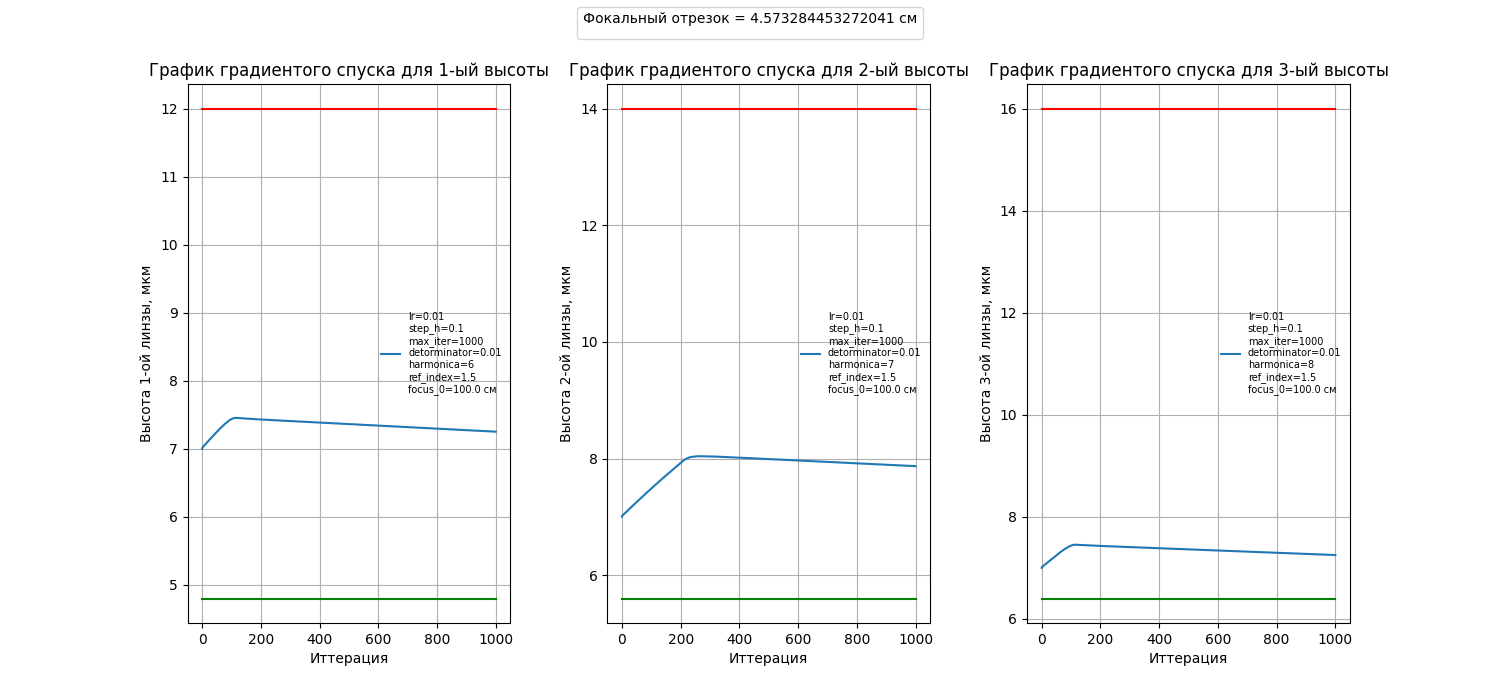 Фокальный отрезок = 4.573284453272041 см
График градиентого спуска для 1-ый высоты
12
11
10
9
8
7
6
5
Высота 1-ой линзы, мкм
lr=0.01
step_h=0.1
max_iter=1000
detorminator=0.01
harmonica=6
ref_index=1.5
focus_0=100.0 см
0 200 400 600 800 1000
Иттерация
График градиентого спуска для 2-ый высоты
14
12
10
8
6
Высота 2-ой линзы, мкм
lr=0.01
step_h=0.1
max_iter=1000
detorminator=0.01
harmonica=7
ref_index=1.5
focus_0=100.0 см
0 200 400 600 800 1000
Иттерация
График градиентого спуска для 3-ый высоты
16
14
12
10
8
6
Высота 3-ой линзы, мкм
lr=0.01
step_h=0.1
max_iter=1000
detorminator=0.01
harmonica=8
ref_index=1.5
focus_0=100.0 см
0 200 400 600 800 1000
Иттерация